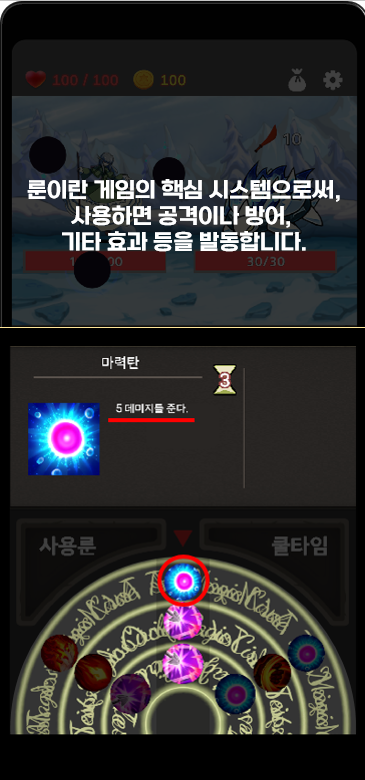 100 / 100
100
10
룬이란 게임의 핵심 시스템으로써,
사용하면 공격이나 방어,
기타 효과 등을 발동합니다.
30/30
마력탄
3
5 데미지를 준다.
사용룬
쿨타임